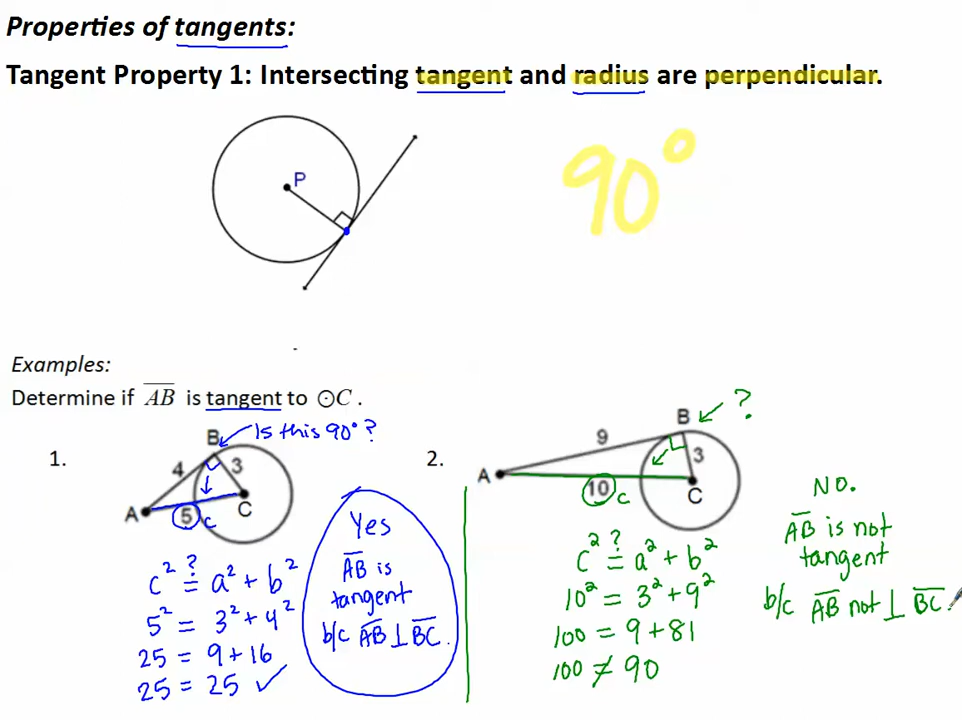 Properties of tangents:
Tangent Property 1: Intersecting tangent and radius are perpendicular.
P
90°
Examples:
Determine if AB is tangent to ⊙C.
1.
B
Is this 90°?
4
3
A
5
c
C
c² ≟ a² + b²
5² = 3² + 4²
25 = 9 + 16
25 = 25 ✓
Yes
AB is
tangent
b/c AB ⊥ BC.
2.
B
?
9
3
A
10
c
C
c² ≟ a² + b²
10² = 3² + 9²
100 = 9 + 81
100 ≠ 90
No.
AB is not
tangent
b/c AB not ⊥ BC.